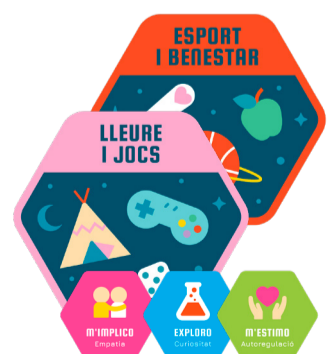 ESPORT
I BENESTAR
LLEURE
I JOCS
M'IMPLICO
Empatia
EXPLORO
Curiositat
M'ESTIMO
Autoregulació